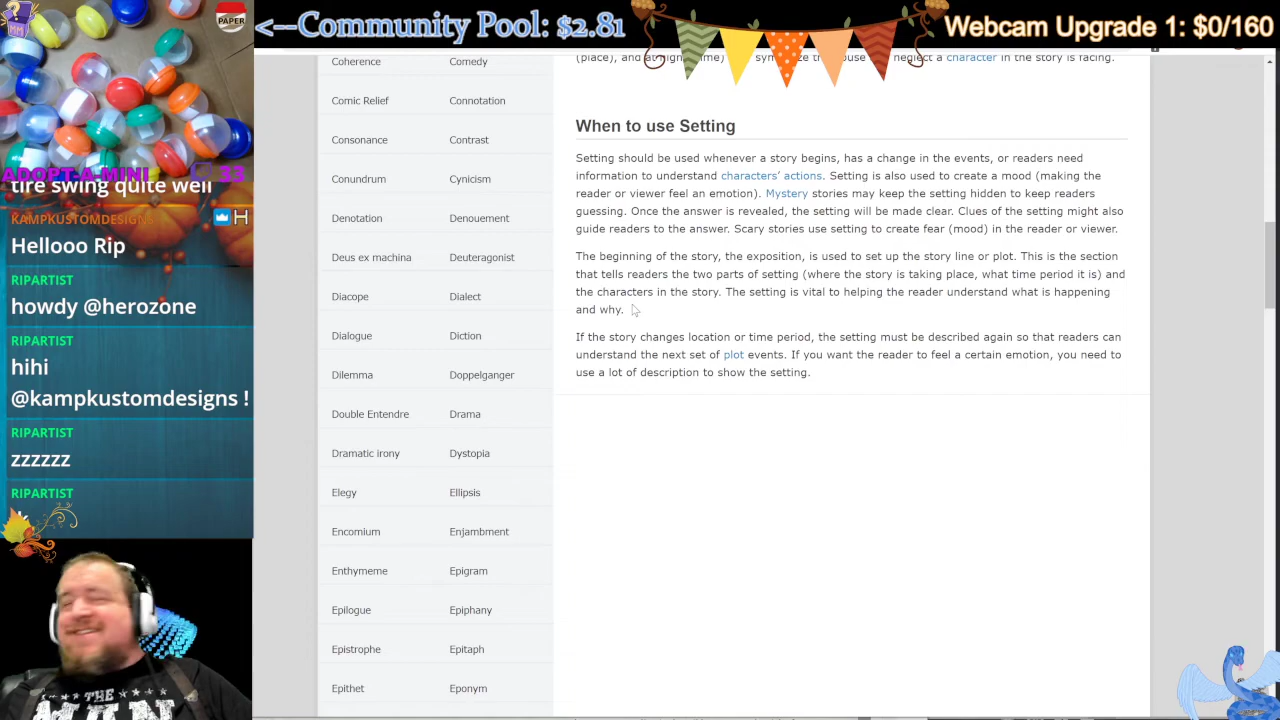 PAPER
<--Community Pool: $2.81
Webcam Upgrade 1: $0/160
ADOPT-A-MINI
33
tire swing quite well
KAMPKUSTOMDESIGNS
Hellooo Rip
RIPARTIST
howdy @herozone
RIPARTIST
hihi
@kampkustomdesigns !
RIPARTIST
zzzzzz
RIPARTIST
THE
Coherence Comedy
Comic Relief Connotation
Consonance Contrast
Conundrum Cynicism
Denotation Denouement
Deus ex machina Deuteragonist
Diacope Dialect
Dialogue Diction
Dilemma Doppelganger
Double Entendre Drama
Dramatic irony Dystopia
Elegy Ellipsis
Encomium Enjambment
Enthymeme Epigram
Epilogue Epiphany
Epistrophe Epitaph
Epithet Eponym
(place), and at night (time) neglect a character in the story is facing.
When to use Setting
Setting should be used whenever a story begins, has a change in the events, or readers need
information to understand characters' actions. Setting is also used to create a mood (making the
reader or viewer feel an emotion). Mystery stories may keep the setting hidden to keep readers
guessing. Once the answer is revealed, the setting will be made clear. Clues of the setting might also
guide readers to the answer. Scary stories use setting to create fear (mood) in the reader or viewer.
The beginning of the story, the exposition, is used to set up the story line or plot. This is the section
that tells readers the two parts of setting (where the story is taking place, what time period it is) and
the characters in the story. The setting is vital to helping the reader understand what is happening
and why.
If the story changes location or time period, the setting must be described again so that readers can
understand the next set of plot events. If you want the reader to feel a certain emotion, you need to
use a lot of description to show the setting.